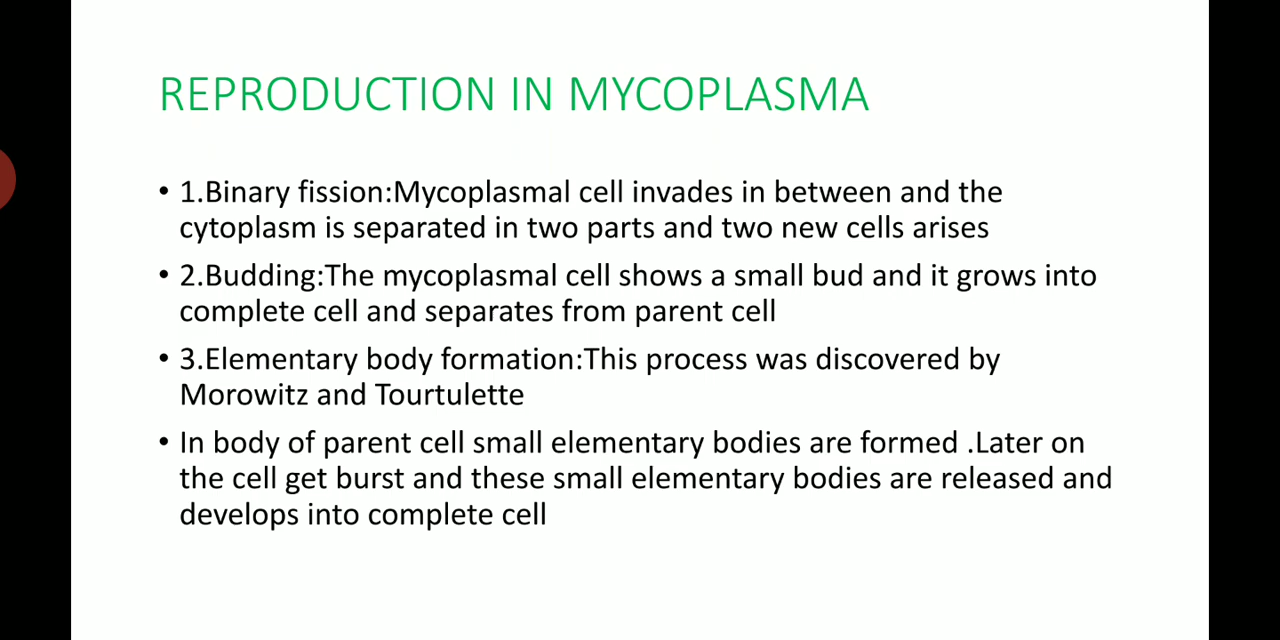 REPRODUCTION IN MYCOPLASMA
• 1.Binary fission:Mycoplasmal cell invades in between and the
cytoplasm is separated in two parts and two new cells arises
• 2.Budding:The mycoplasmal cell shows a small bud and it grows into
complete cell and separates from parent cell
• 3.Elementary body formation:This process was discovered by
Morowitz and Tourtulette
• In body of parent cell small elementary bodies are formed .Later on
the cell get burst and these small elementary bodies are released and
develops into complete cell